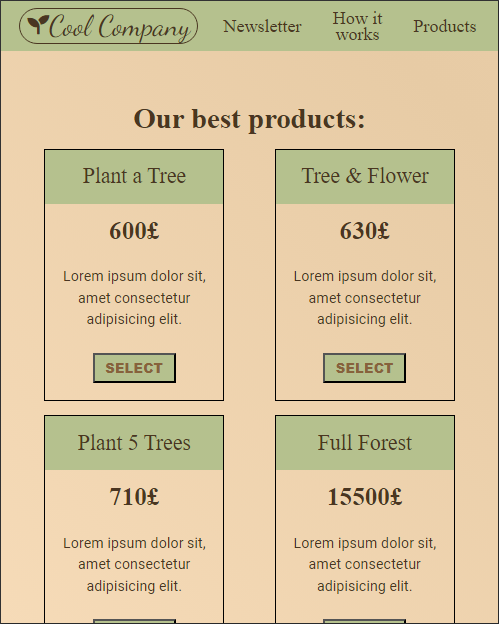 Cool Company
Newsletter
How it
works
Products
Our best products:
Plant a Tree
600£
Lorem ipsum dolor sit,
amet consectetur
adipisicing elit.
SELECT
Tree & Flower
630£
Lorem ipsum dolor sit,
amet consectetur
adipisicing elit.
SELECT
Plant 5 Trees
710£
Lorem ipsum dolor sit,
amet consectetur
adipisicing elit.
Full Forest
15500£
Lorem ipsum dolor sit,
amet consectetur
adipisicing elit.